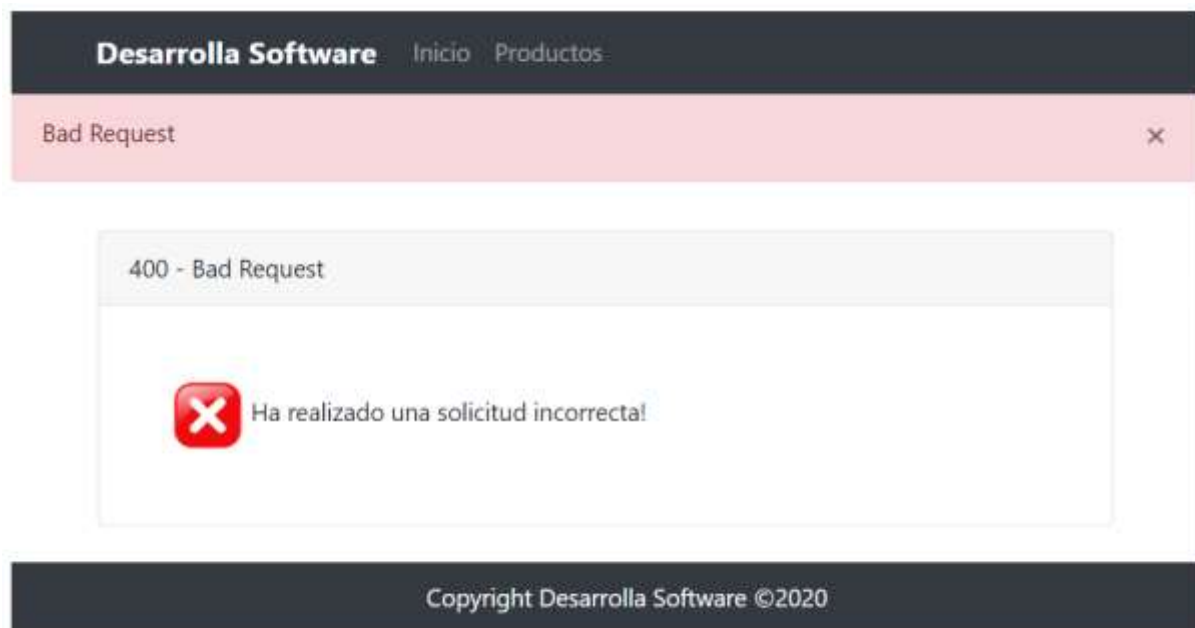 Desarrolla Software Inicio Productos
Bad Request ×
400 - Bad Request
Ha realizado una solicitud incorrecta!
Copyright Desarrolla Software ©2020